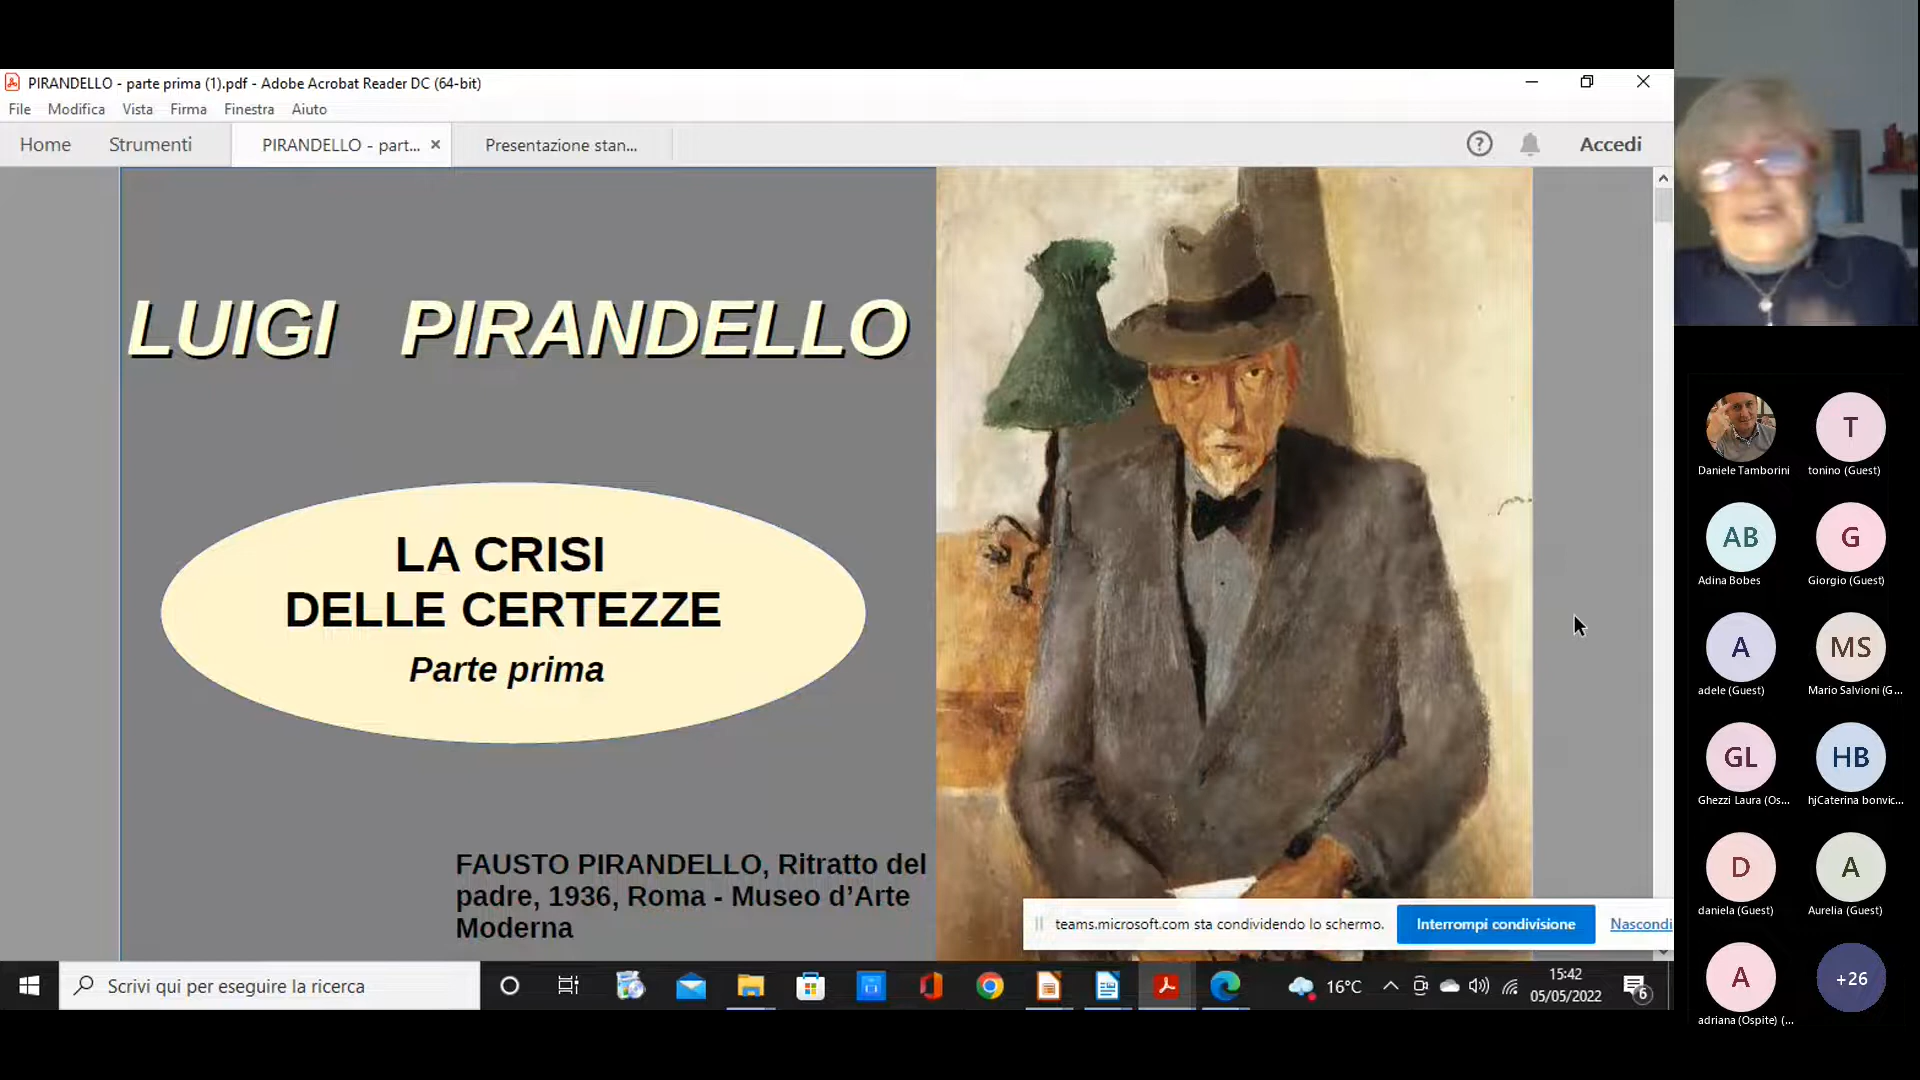 PIRANDELLO - parte prima (1).pdf - Adobe Acrobat Reader DC (64-bit)
File Modifica Vista Firma Finestra Aiuto
Home Strumenti PIRANDELLO - part... × Presentazione stan... ? Accedi
LUIGI PIRANDELLO
LA CRISI
DELLE CERTEZZE
Parte prima
FAUSTO PIRANDELLO, Ritratto del
padre, 1936, Roma - Museo d’Arte
Moderna
teams.microsoft.com sta condividendo lo schermo. Interrompi condivisione Nascondi
Scrivi qui per eseguire la ricerca
16°C
15:42
05/05/2022
6
Daniele Tamborini
T
tonino (Guest)
AB
Adina Bobes
G
Giorgio (Guest)
A
adele (Guest)
MS
Mario Salvioni (G...
GL
Ghezzi Laura (Os...
HB
hjCaterina bonvic...
D
daniela (Guest)
A
Aurelia (Guest)
A
adriana (Ospite) (...
+26